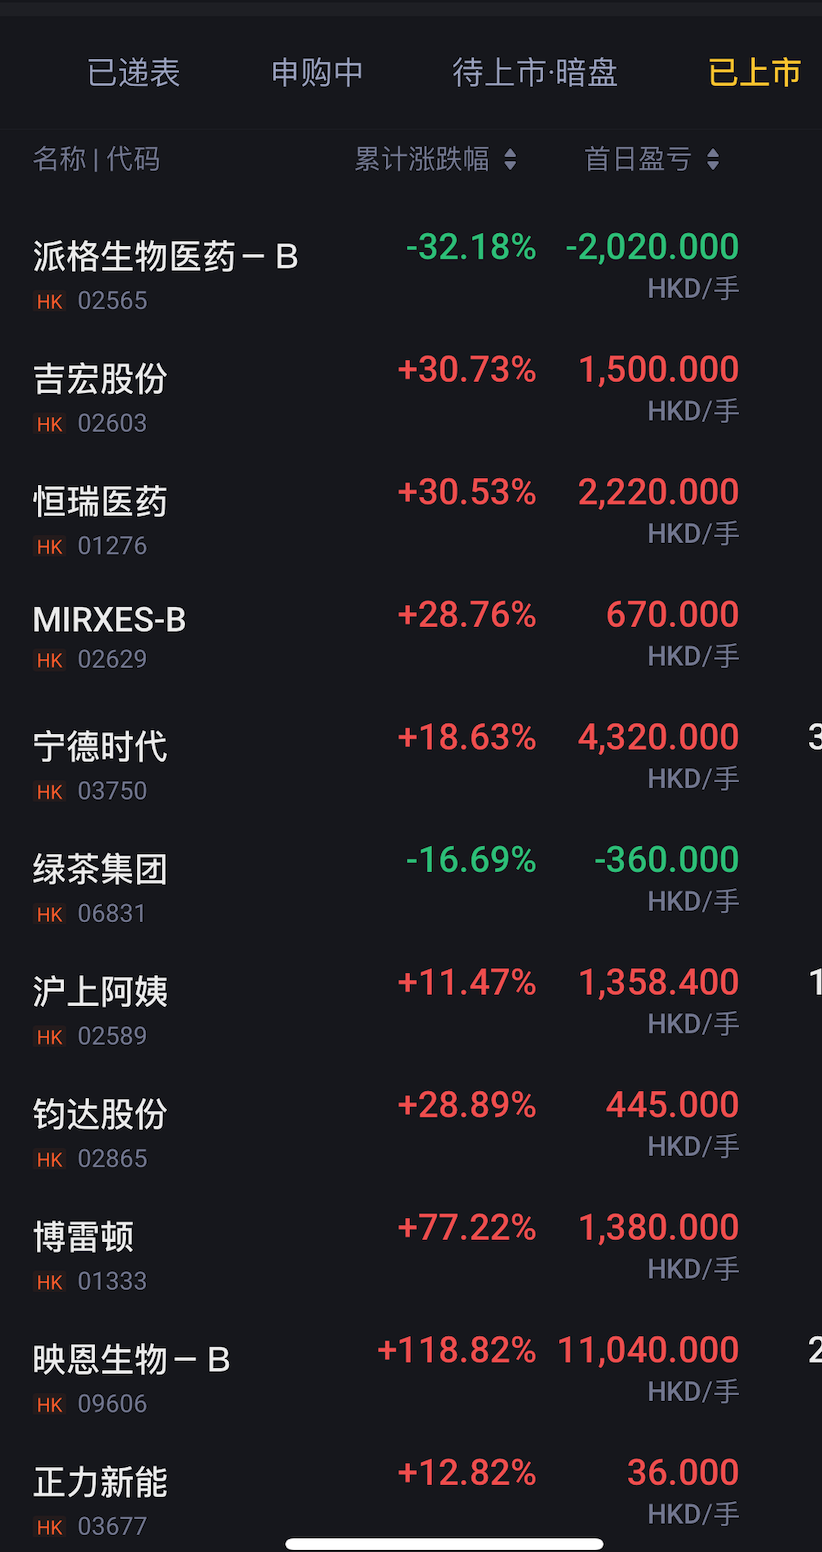 已递表 申购中 待上市·暗盘 已上市
名称 | 代码 累计涨跌幅 首日盈亏
派格生物医药－B -32.18% -2,020.000
HK 02565 HKD/手
吉宏股份 +30.73% 1,500.000
HK 02603 HKD/手
恒瑞医药 +30.53% 2,220.000
HK 01276 HKD/手
MIRXES-B +28.76% 670.000
HK 02629 HKD/手
宁德时代 +18.63% 4,320.000 3
HK 03750 HKD/手
绿茶集团 -16.69% -360.000
HK 06831 HKD/手
沪上阿姨 +11.47% 1,358.400 1
HK 02589 HKD/手
钧达股份 +28.89% 445.000
HK 02865 HKD/手
博雷顿 +77.22% 1,380.000
HK 01333 HKD/手
映恩生物－B +118.82% 11,040.000 2
HK 09606 HKD/手
正力新能 +12.82% 36.000
HK 03677 HKD/手